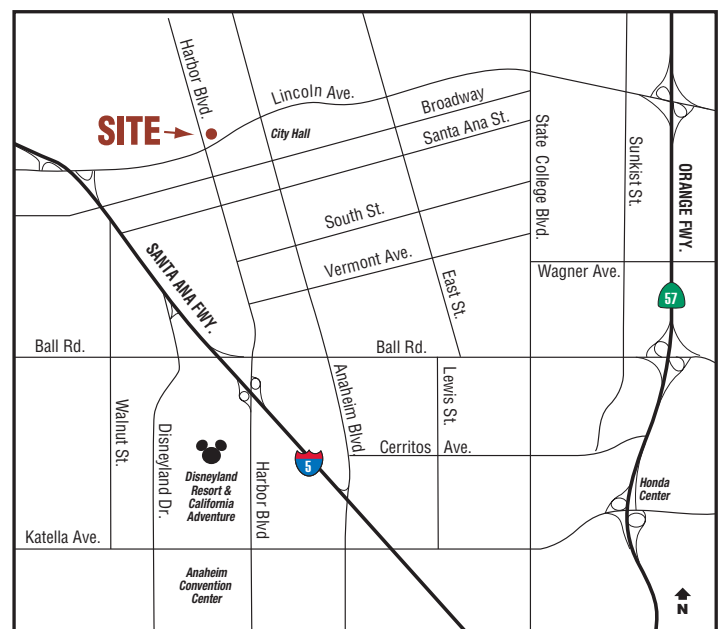 Harbor Blvd.
Lincoln Ave.
Broadway
SITE
City Hall
Santa Ana St.
State College Blvd.
Sunkist St.
ORANGE FWY.
South St.
Vermont Ave.
Wagner Ave.
SANTA ANA FWY.
East St.
57
Ball Rd.
Ball Rd.
Walnut St.
Disneyland Dr.
Anaheim Blvd.
Lewis St.
Cerritos Ave.
5
Disneyland
Resort &
California
Adventure
Harbor Blvd
Honda
Center
Katella Ave.
Anaheim
Convention
Center
N